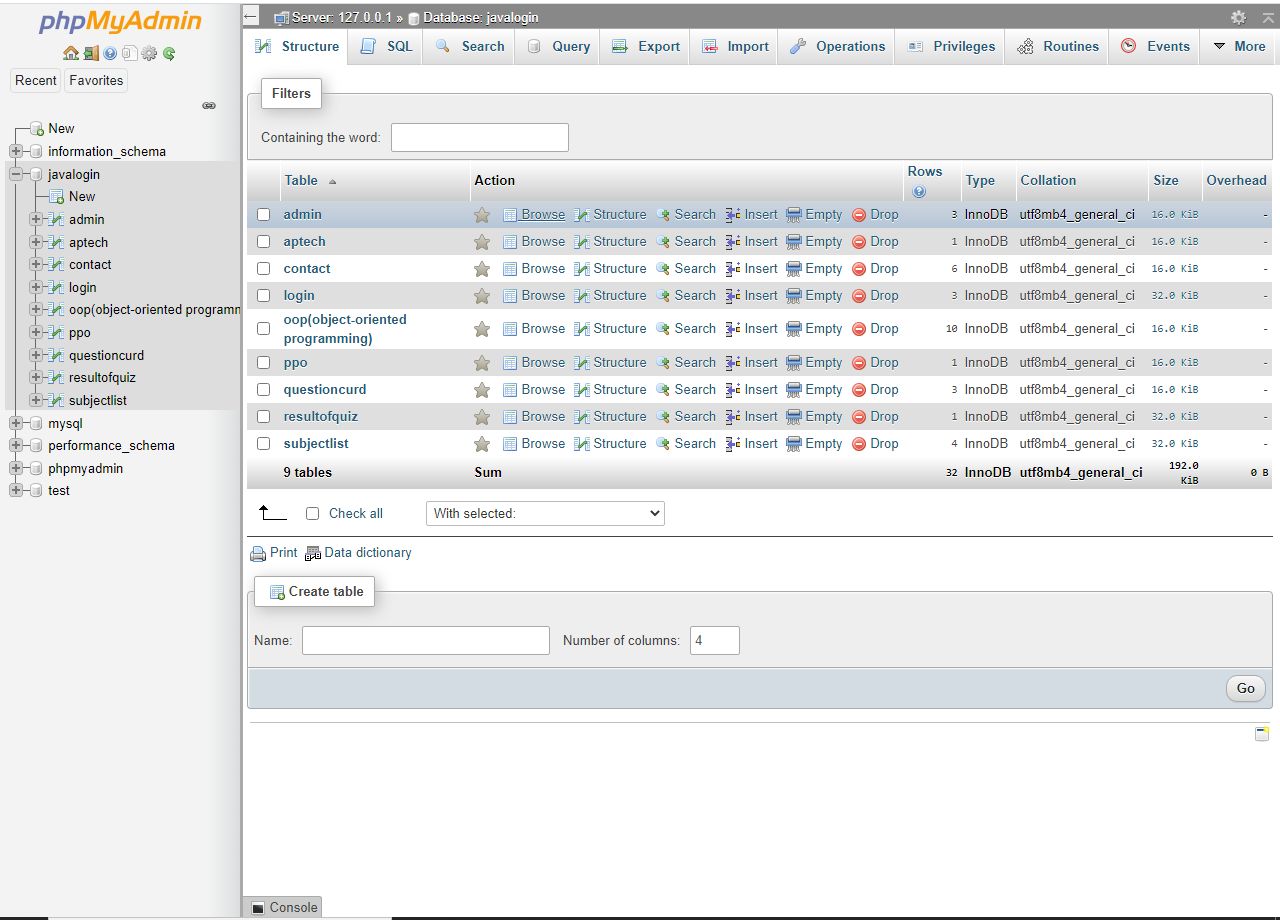 phpMyAdmin
Recent Favorites
New
information_schema
javalogin
New
admin
aptech
contact
login
oop(object-oriented programm
ppo
questioncurd
resultofquiz
subjectlist
mysql
performance_schema
phpmyadmin
test
Server: 127.0.0.1 » Database: javalogin
Structure SQL Search Query Export Import Operations Privileges Routines Events More
Filters
Containing the word:
Table Action Rows Type Collation Size Overhead
admin Browse Structure Search Insert Empty Drop 3 InnoDB utf8mb4_general_ci 16.0 KiB -
aptech Browse Structure Search Insert Empty Drop 1 InnoDB utf8mb4_general_ci 16.0 KiB -
contact Browse Structure Search Insert Empty Drop 6 InnoDB utf8mb4_general_ci 16.0 KiB -
login Browse Structure Search Insert Empty Drop 3 InnoDB utf8mb4_general_ci 32.0 KiB -
oop(object-oriented
programming) Browse Structure Search Insert Empty Drop 10 InnoDB utf8mb4_general_ci 16.0 KiB -
ppo Browse Structure Search Insert Empty Drop 1 InnoDB utf8mb4_general_ci 16.0 KiB -
questioncurd Browse Structure Search Insert Empty Drop 3 InnoDB utf8mb4_general_ci 16.0 KiB -
resultofquiz Browse Structure Search Insert Empty Drop 1 InnoDB utf8mb4_general_ci 32.0 KiB -
subjectlist Browse Structure Search Insert Empty Drop 4 InnoDB utf8mb4_general_ci 32.0 KiB -
9 tables Sum 32 InnoDB utf8mb4_general_ci 192.0 KiB 0 B
Check all With selected:
Print Data dictionary
Create table
Name: Number of columns: 4
Go
Console